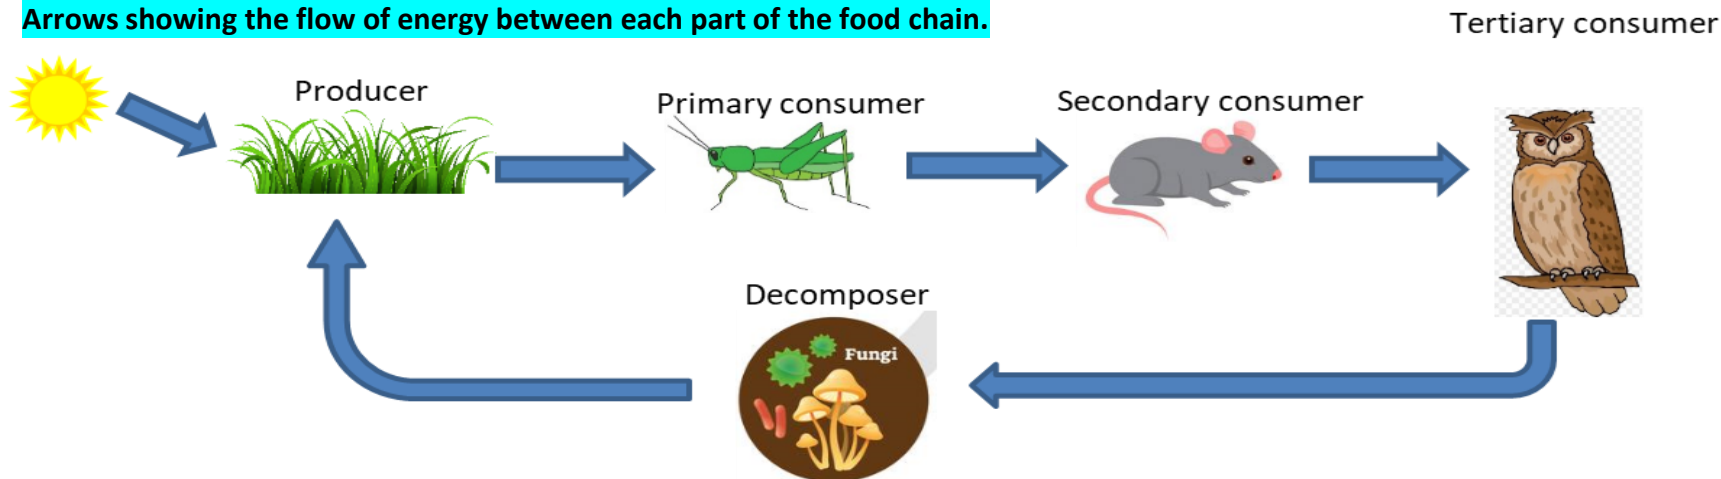 Arrows showing the flow of energy between each part of the food chain.
Tertiary consumer
Producer
Primary consumer
Secondary consumer
Decomposer
Fungi